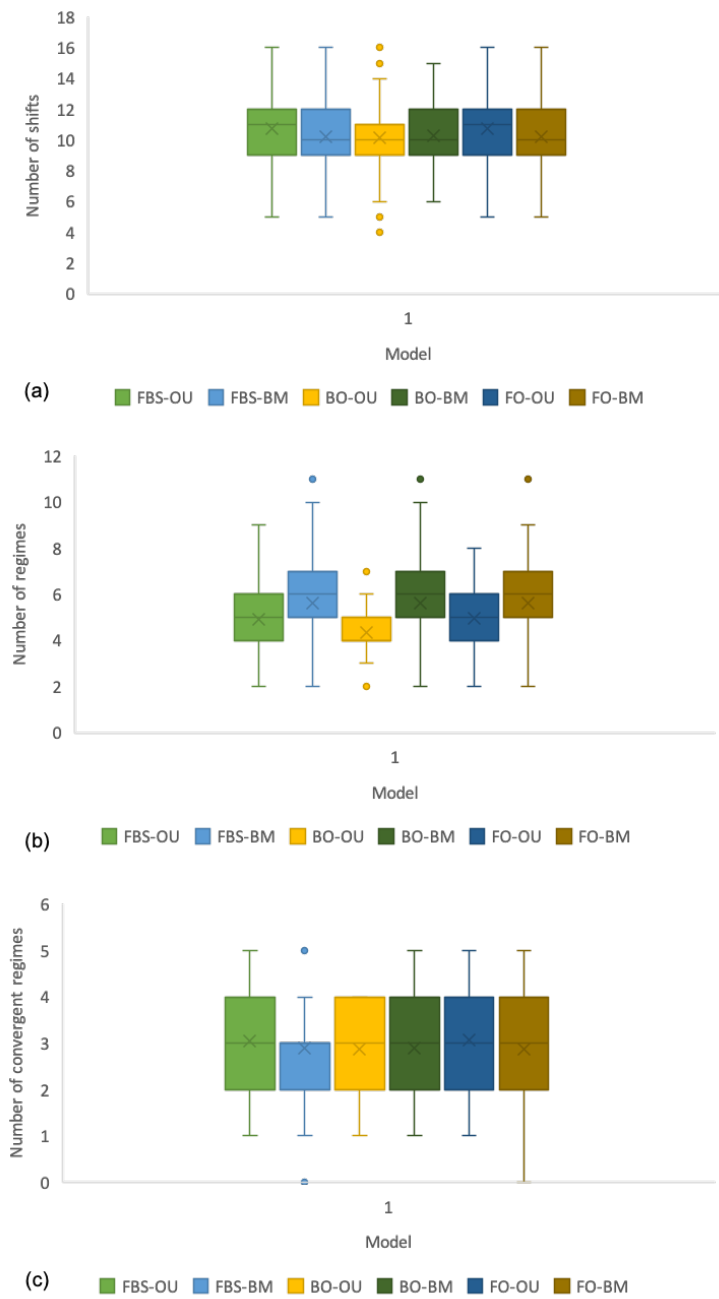 18
16
14
12
10
8
6
4
2
0
Number of shifts
1
Model
(a)
FBS-OU FBS-BM BO-OU BO-BM FO-OU FO-BM
12
10
8
6
4
2
0
Number of regimes
1
Model
(b)
FBS-OU FBS-BM BO-OU BO-BM FO-OU FO-BM
6
5
4
3
2
1
0
Number of convergent regimes
1
Model
(c)
FBS-OU FBS-BM BO-OU BO-BM FO-OU FO-BM